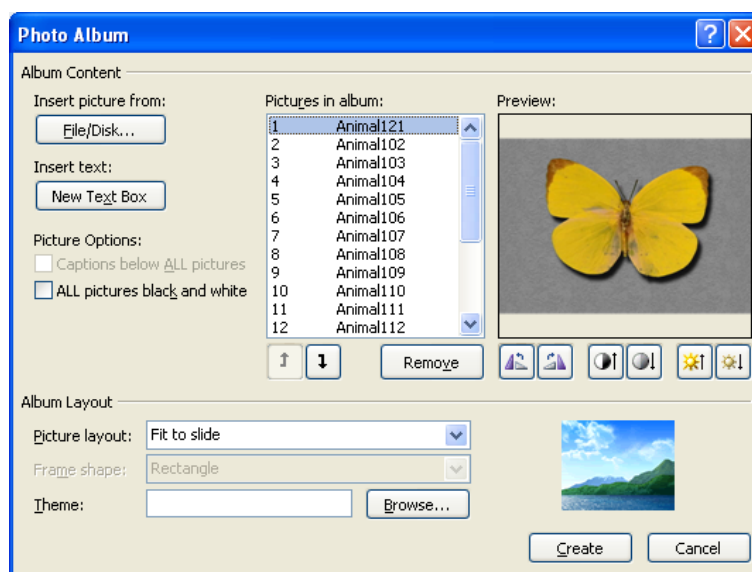 Photo Album
Album Content
Insert picture from:
File/Disk...
Insert text:
New Text Box
Picture Options:
Captions below ALL pictures
ALL pictures black and white
Pictures in album:
1 Animal121
2 Animal102
3 Animal103
4 Animal104
5 Animal105
6 Animal106
7 Animal107
8 Animal108
9 Animal109
10 Animal110
11 Animal111
12 Animal112
Remove
Preview:
Album Layout
Picture layout: Fit to slide
Frame shape: Rectangle
Theme: Browse...
Create Cancel